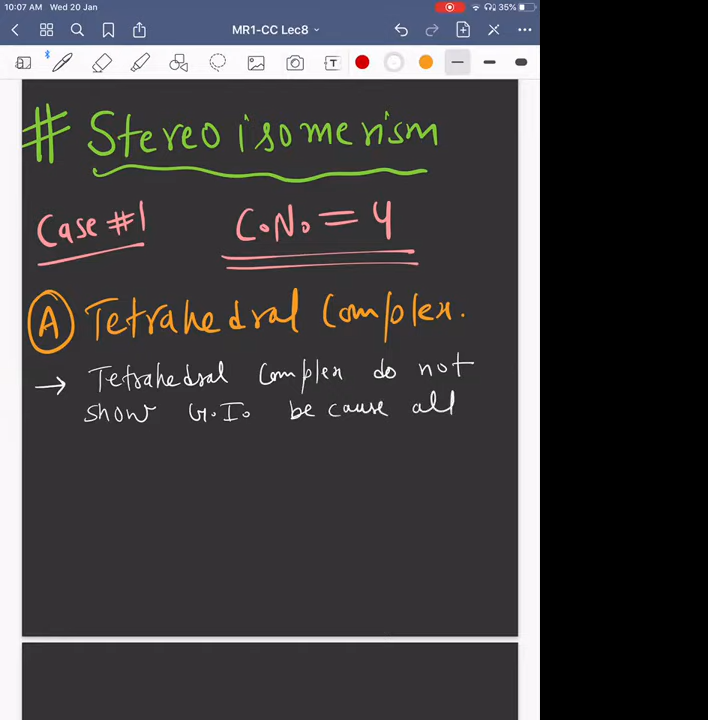 10:07 AM Wed 20 Jan
35%
MR1-CC Lec8
T
# Stereo isomerism
Case #1 C.No. = 4
A Tetrahedral Complex.
→ Tetrahedral Complex do not
show G.I. because all